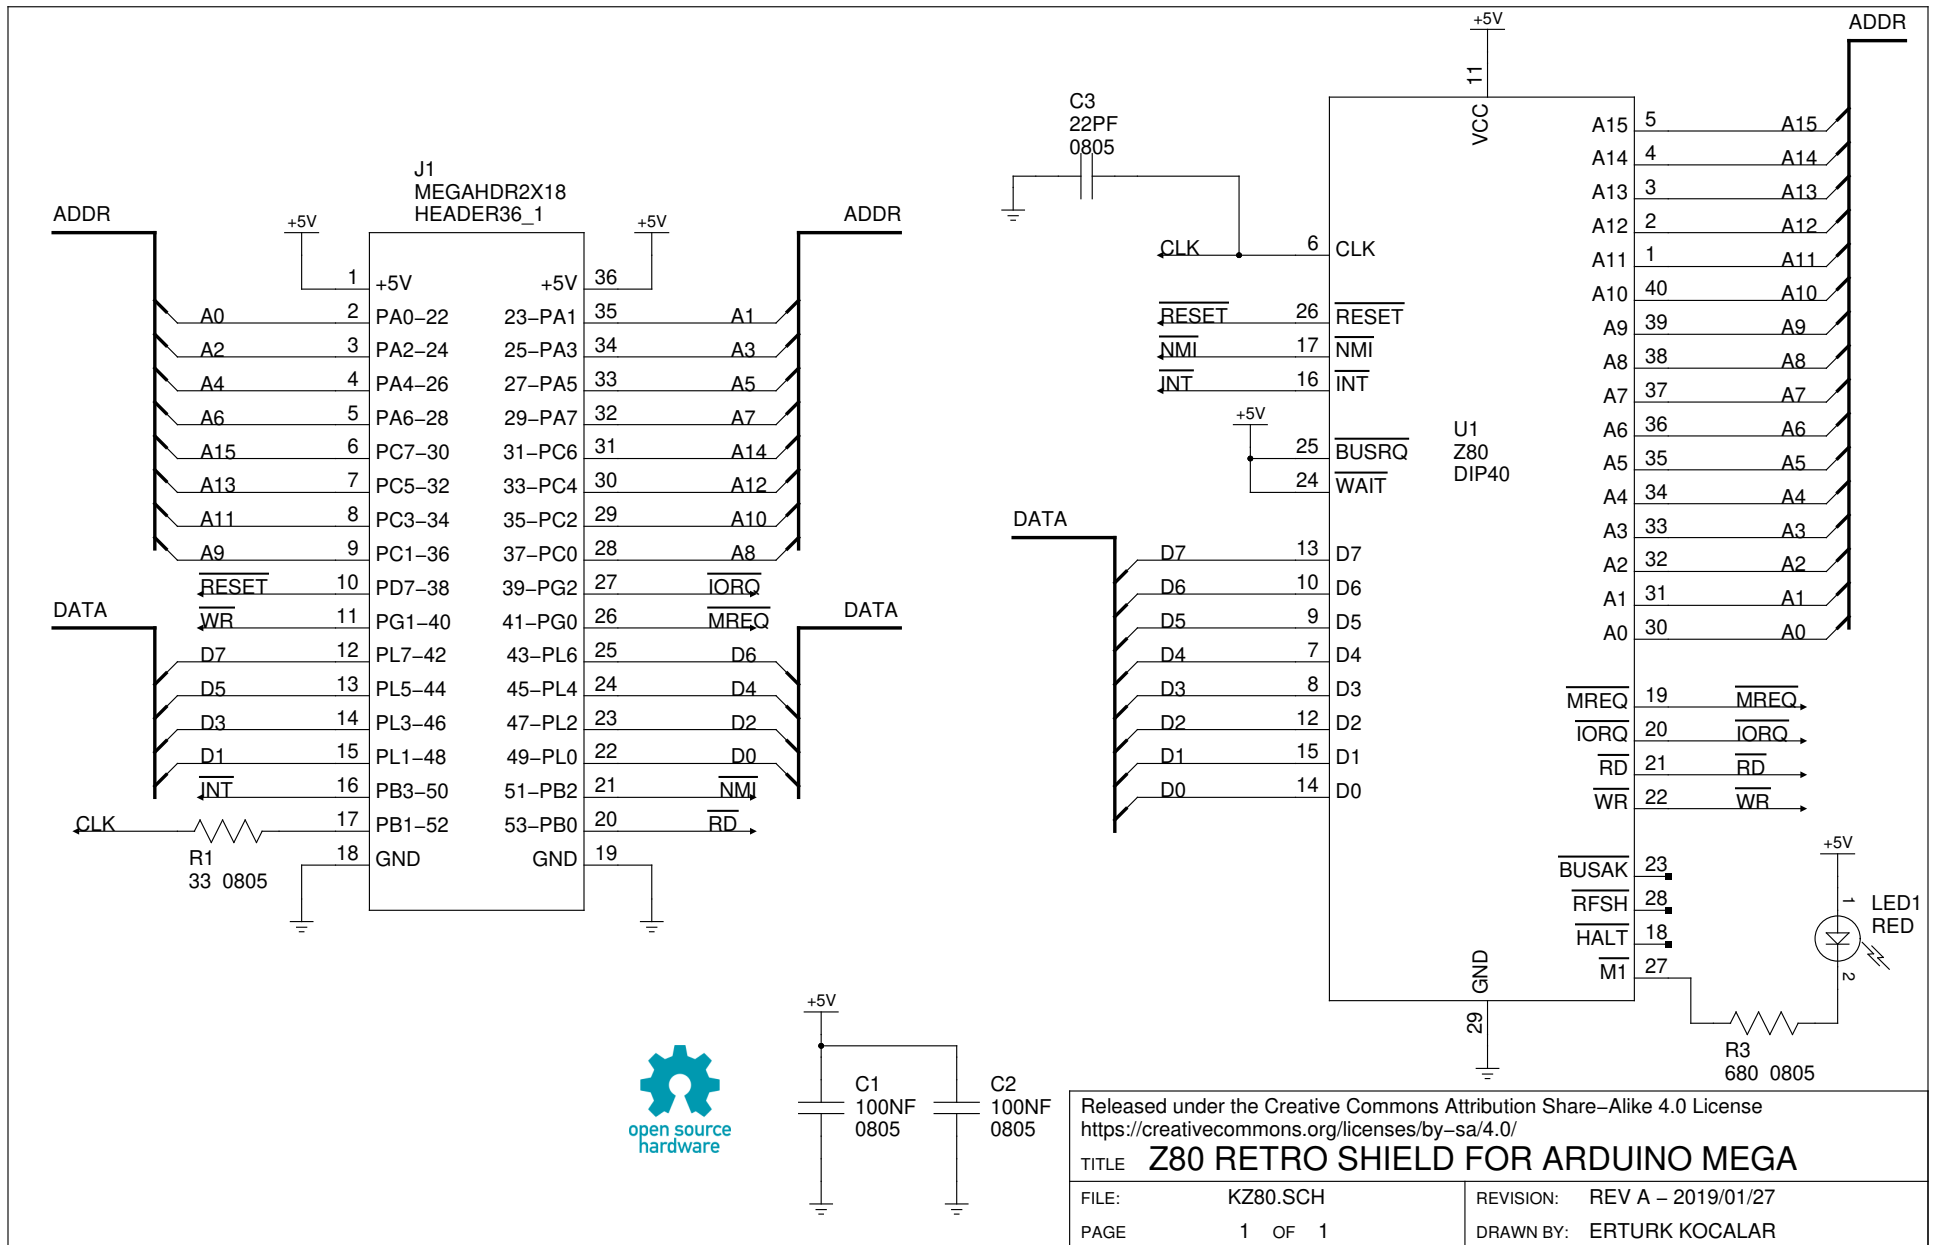 ADDR
+5V
J1
MEGAHDR2X18
HEADER36_1
+5V
ADDR
1 +5V +5V 36
A0 2 PA0-22 23-PA1 35 A1
A2 3 PA2-24 25-PA3 34 A3
A4 4 PA4-26 27-PA5 33 A5
A6 5 PA6-28 29-PA7 32 A7
A15 6 PC7-30 31-PC6 31 A14
A13 7 PC5-32 33-PC4 30 A12
A11 8 PC3-34 35-PC2 29 A10
A9 9 PC1-36 37-PC0 28 A8
RESET 10 PD7-38 39-PG2 27 IORQ
WR 11 PG1-40 41-PG0 26 MREQ
DATA
DATA
D7 12 PL7-42 43-PL6 25 D6
D5 13 PL5-44 45-PL4 24 D4
D3 14 PL3-46 47-PL2 23 D2
D1 15 PL1-48 49-PL0 22 D0
INT 16 PB3-50 51-PB2 21 NMI
CLK 17 PB1-52 53-PB0 20 RD
18 GND GND 19
R1
33 0805
+5V
11
VCC
C3
22PF
0805
CLK 6 CLK
RESET 26 RESET
NMI 17 NMI
INT 16 INT
+5V
25 BUSRQ
24 WAIT
U1
Z80
DIP40
DATA
D7 13 D7
D6 10 D6
D5 9 D5
D4 7 D4
D3 8 D3
D2 12 D2
D1 15 D1
D0 14 D0
GND
29
ADDR
A15 5 A15
A14 4 A14
A13 3 A13
A12 2 A12
A11 1 A11
A10 40 A10
A9 39 A9
A8 38 A8
A7 37 A7
A6 36 A6
A5 35 A5
A4 34 A4
A3 33 A3
A2 32 A2
A1 31 A1
A0 30 A0
MREQ 19 MREQ
IORQ 20 IORQ
RD 21 RD
WR 22 WR
BUSAK 23
RFSH 28
HALT 18
M1 27
+5V
1
LED1
RED
2
R3
680 0805
+5V
C1
100NF
0805
C2
100NF
0805
open source
hardware
Released under the Creative Commons Attribution Share-Alike 4.0 License
https://creativecommons.org/licenses/by-sa/4.0/
TITLE Z80 RETRO SHIELD FOR ARDUINO MEGA
FILE: KZ80.SCH
REVISION: REV A - 2019/01/27
PAGE 1 OF 1
DRAWN BY: ERTURK KOCALAR